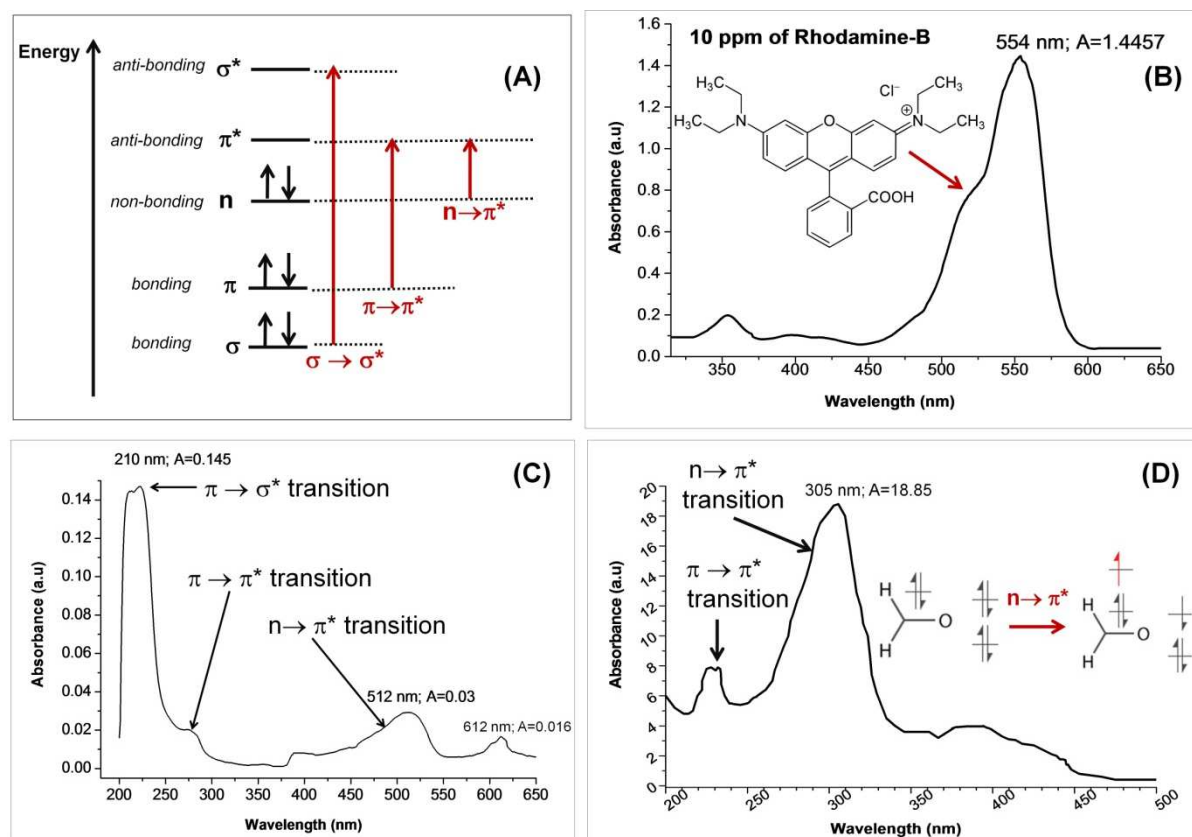 Energy
anti-bonding σ*
(A)
anti-bonding π*
non-bonding n
n→π*
bonding π
π→π*
bonding σ
σ → σ*
10 ppm of Rhodamine-B
554 nm; A=1.4457
(B)
Cl⁻
H₃C
CH₃
H₃C
N
O
N
⊕
CH₃
COOH
Absorbance (a.u)
1.6
1.4
1.2
1.0
0.8
0.6
0.4
0.2
0.0
350 400 450 500 550 600 650
Wavelength (nm)
210 nm; A=0.145
(C)
π → σ* transition
π → π* transition
n→ π* transition
512 nm; A=0.03
612 nm; A=0.016
Absorbance (a.u)
0.14
0.12
0.10
0.08
0.06
0.04
0.02
0.00
200 250 300 350 400 450 500 550 600 650
Wavelength (nm)
n→ π*
transition
305 nm; A=18.85
(D)
π → π*
transition
H
H
O
n→ π*
H
H
O
Absorbance (a.u)
20
18
16
14
12
10
8
6
4
2
0
200 250 300 350 400 450 500
Wavelength (nm)